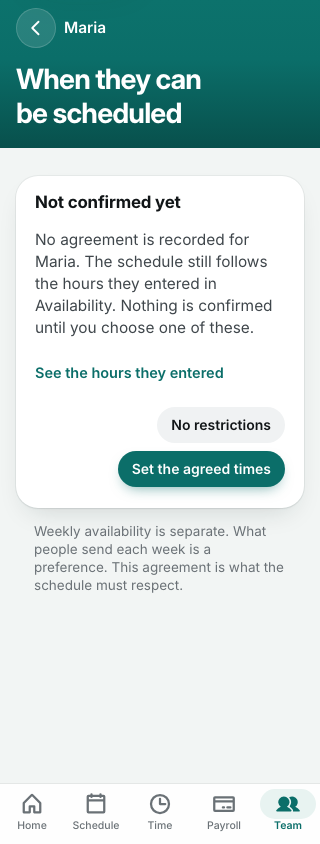 Maria
When they can
be scheduled
Not confirmed yet
No agreement is recorded for
Maria. The schedule still follows
the hours they entered in
Availability. Nothing is confirmed
until you choose one of these.
See the hours they entered
No restrictions
Set the agreed times
Weekly availability is separate. What
people send each week is a
preference. This agreement is what the
schedule must respect.
Home
Schedule
Time
Payroll
Team